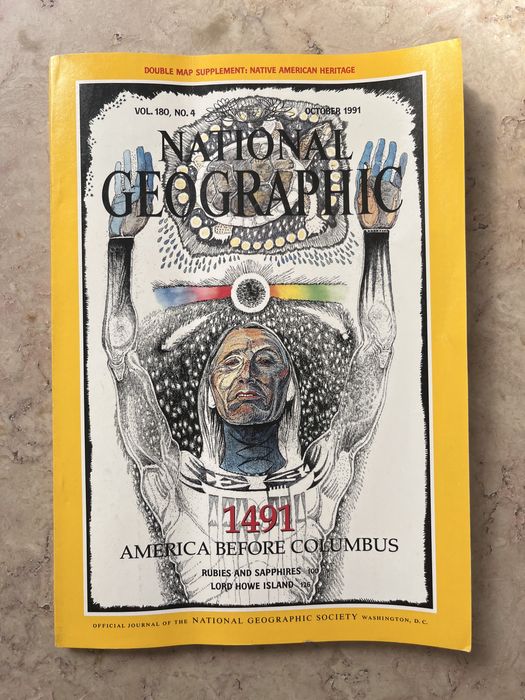 DOUBLE MAP SUPPLEMENT: NATIVE AMERICAN HERITAGE
VOL. 180, NO. 4 OCTOBER 1991
NATIONAL
GEOGRAPHIC
1491
AMERICA BEFORE COLUMBUS
RUBIES AND SAPPHIRES 100
LORD HOWE ISLAND 126
OFFICIAL JOURNAL OF THE NATIONAL GEOGRAPHIC SOCIETY WASHINGTON, D.C.